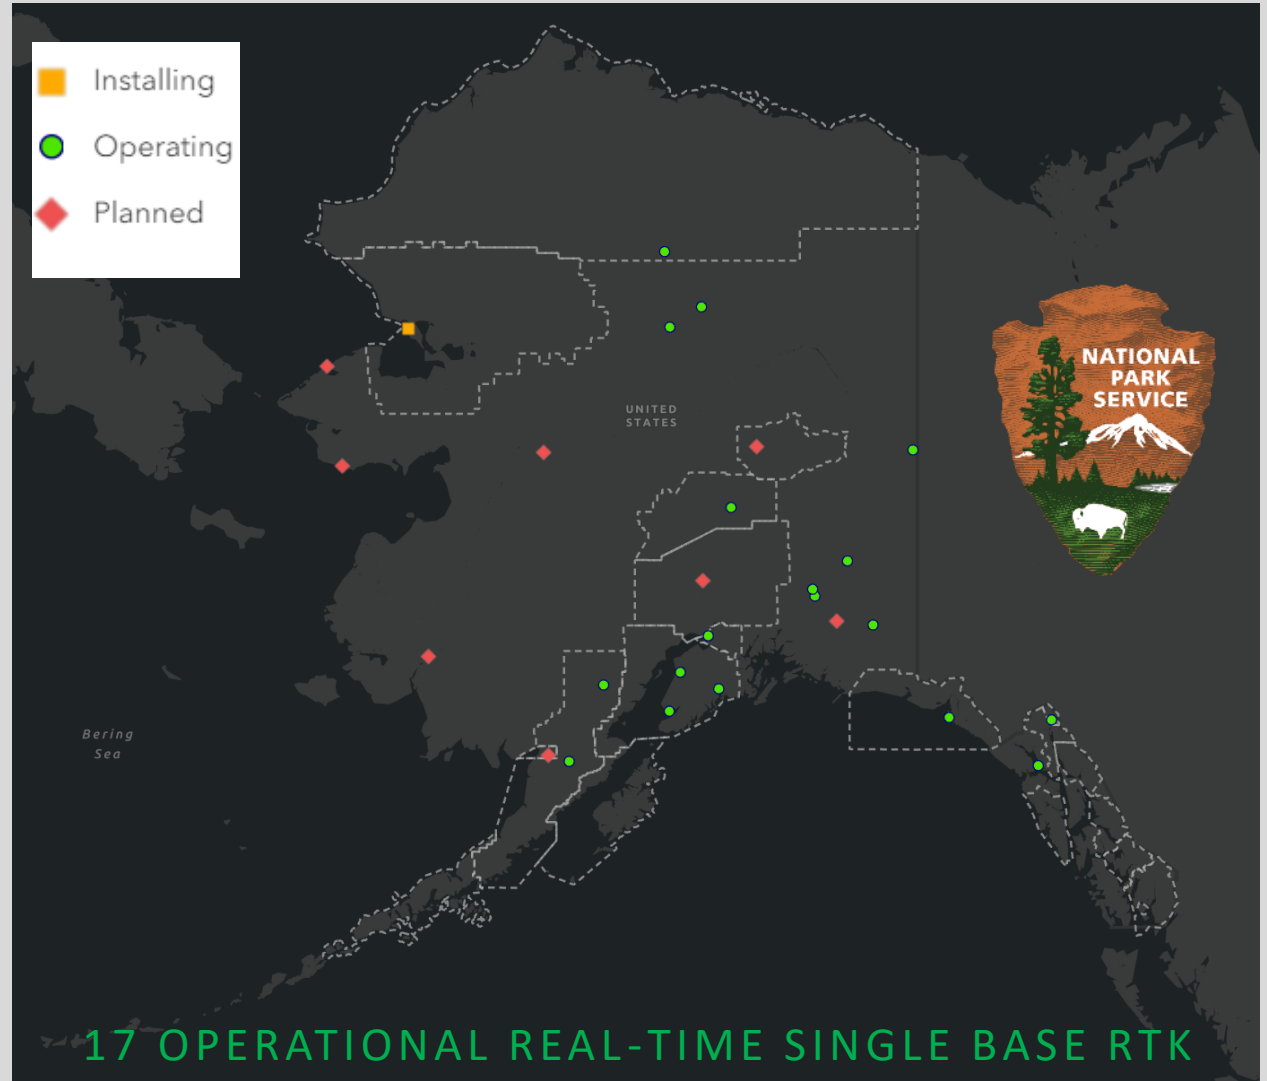 Installing
Operating
Planned
NATIONAL
PARK
SERVICE
UNITED
STATES
Bering
Sea
17 OPERATIONAL REAL-TIME SINGLE BASE RTK